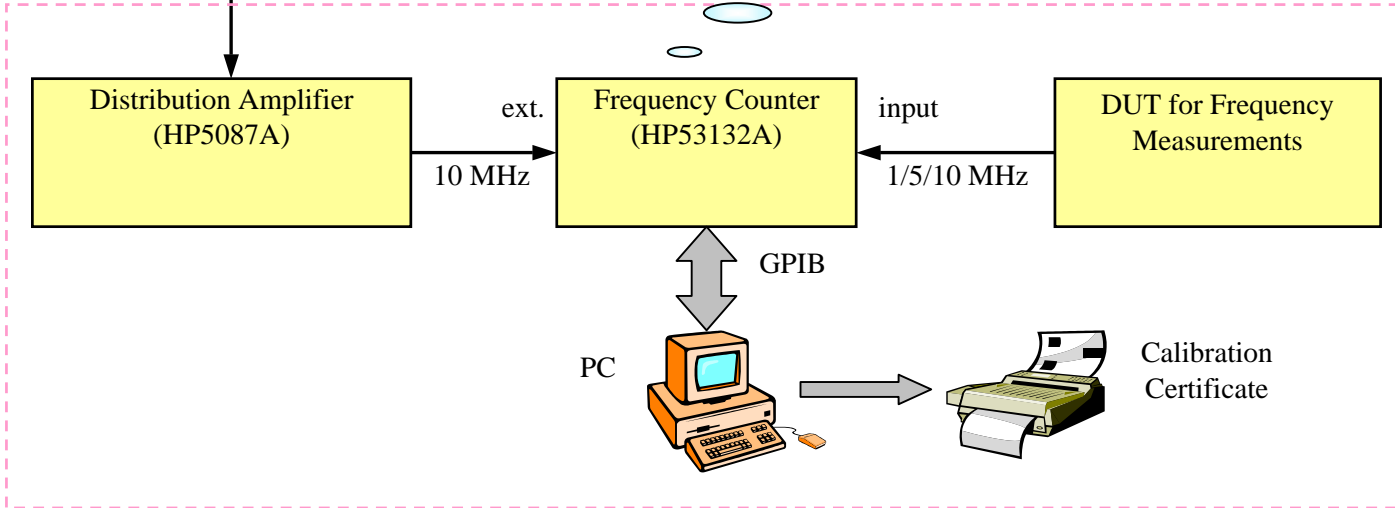 Distribution Amplifier
(HP5087A)
ext.
10 MHz
Frequency Counter
(HP53132A)
input
1/5/10 MHz
DUT for Frequency
Measurements
GPIB
PC
Calibration
Certificate